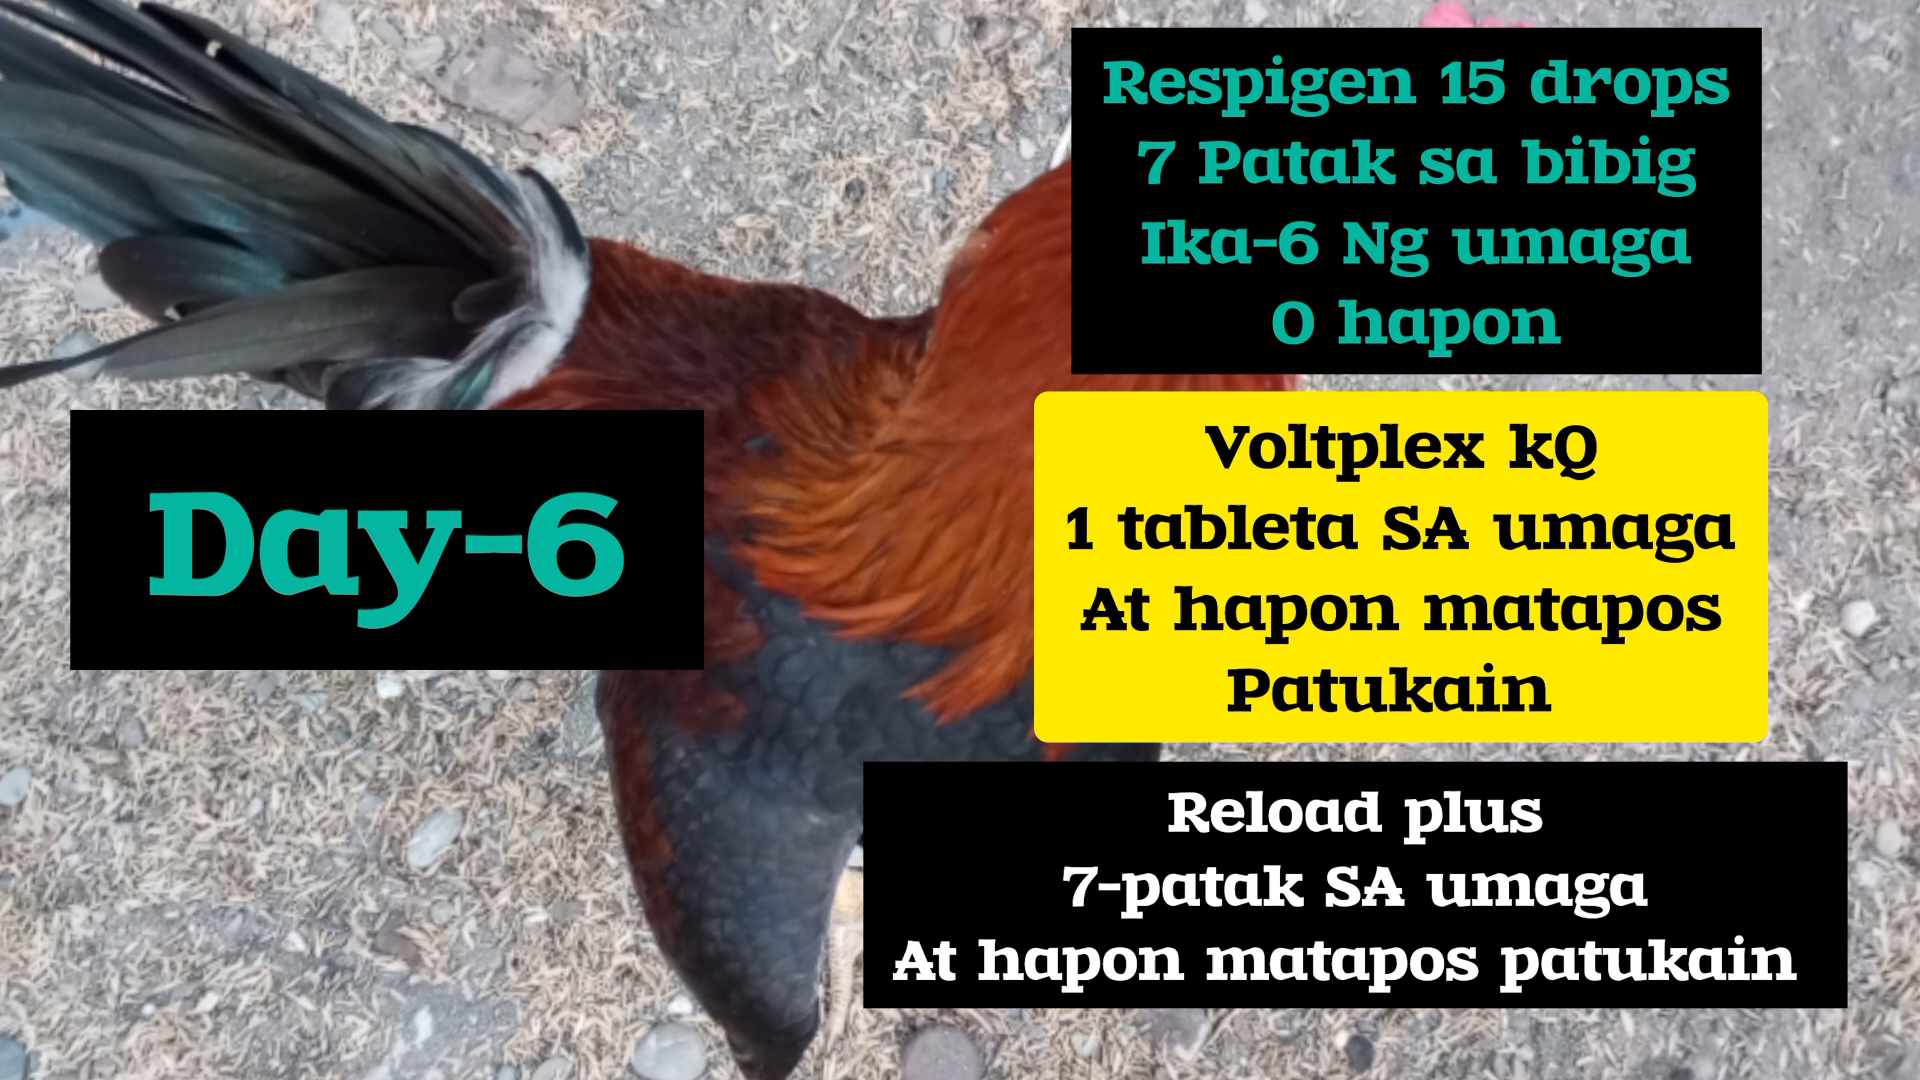 Day-6
Respigen 15 drops
7 Patak sa bibig
Ika-6 Ng umaga
0 hapon
Voltplex kQ
1 tableta SA umaga
At hapon matapos
Patukain
Reload plus
7-patak SA umaga
At hapon matapos patukain